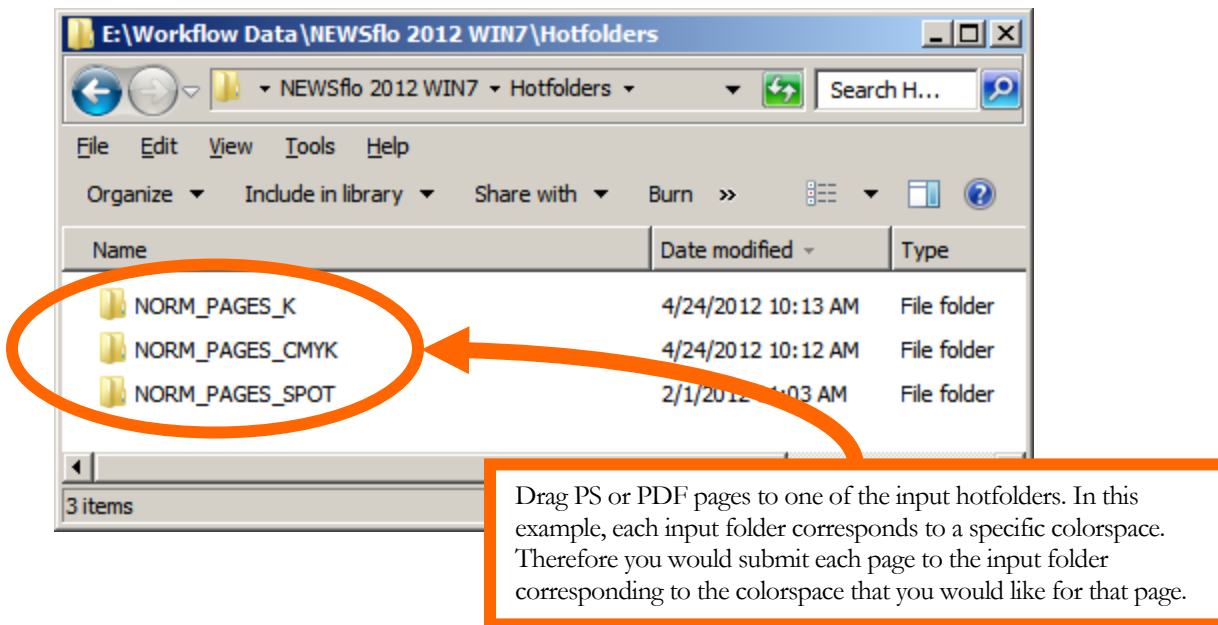 E:\Workflow Data\NEWSflo 2012 WIN7\Hotfolders
NEWSflo 2012 WIN7 Hotfolders Search H...
File Edit View Tools Help
Organize Include in library Share with Burn »
Name Date modified Type
NORM_PAGES_K 4/24/2012 10:13 AM File folder
NORM_PAGES_CMYK 4/24/2012 10:12 AM File folder
NORM_PAGES_SPOT 2/1/2012 :03 AM File folder
3 items
Drag PS or PDF pages to one of the input hotfolders. In this
example, each input folder corresponds to a specific colorspace.
Therefore you would submit each page to the input folder
corresponding to the colorspace that you would like for that page.